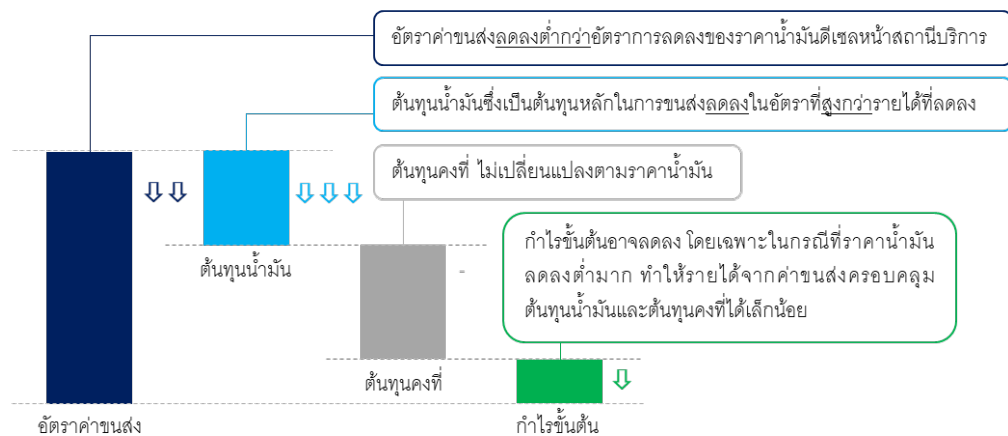 อัตราค่าขนส่งลดลงต่ำกว่าอัตราการลดลงของราคาน้ำมันดีเซลหน้าสถานีบริการ
ต้นทุนน้ำมันซึ่งเป็นต้นทุนหลักในการขนส่งลดลงในอัตราที่สูงกว่ารายได้ที่ลดลง
ต้นทุนคงที่ ไม่เปลี่ยนแปลงตามราคาน้ำมัน
กำไรขั้นต้นอาจลดลง โดยเฉพาะในกรณีที่ราคาน้ำมัน
ลดลงต่ำมาก ทำให้รายได้จากค่าขนส่งครอบคลุม
ต้นทุนน้ำมันและต้นทุนคงที่ได้เล็กน้อย
ต้นทุนน้ำมัน
-
ต้นทุนคงที่
อัตราค่าขนส่ง
กำไรขั้นต้น